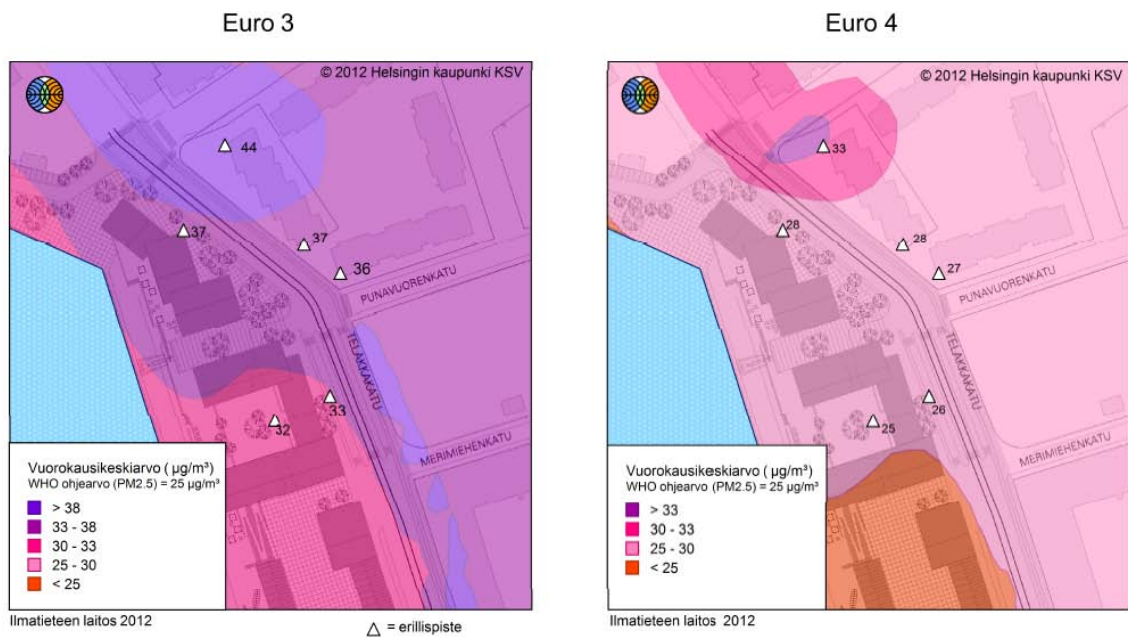 Euro 3
© 2012 Helsingin kaupunki KSV
44
37
37
36
PUNAVUORENKATU
TELAKKAKATU
33
32
MERIMIEHENKATU
Vuorokausikeskiarvo ( µg/m³)
WHO ohjearvo (PM2.5) = 25 µg/m³
> 38
33 - 38
30 - 33
25 - 30
< 25
Ilmatieteen laitos 2012
= erillispiste
Euro 4
© 2012 Helsingin kaupunki KSV
33
28
28
27
PUNAVUORENKATU
TELAKKAKATU
26
25
MERIMIEHENKATU
Vuorokausikeskiarvo ( µg/m³)
WHO ohjearvo (PM2.5) = 25 µg/m³
> 33
30 - 33
25 - 30
< 25
Ilmatieteen laitos 2012